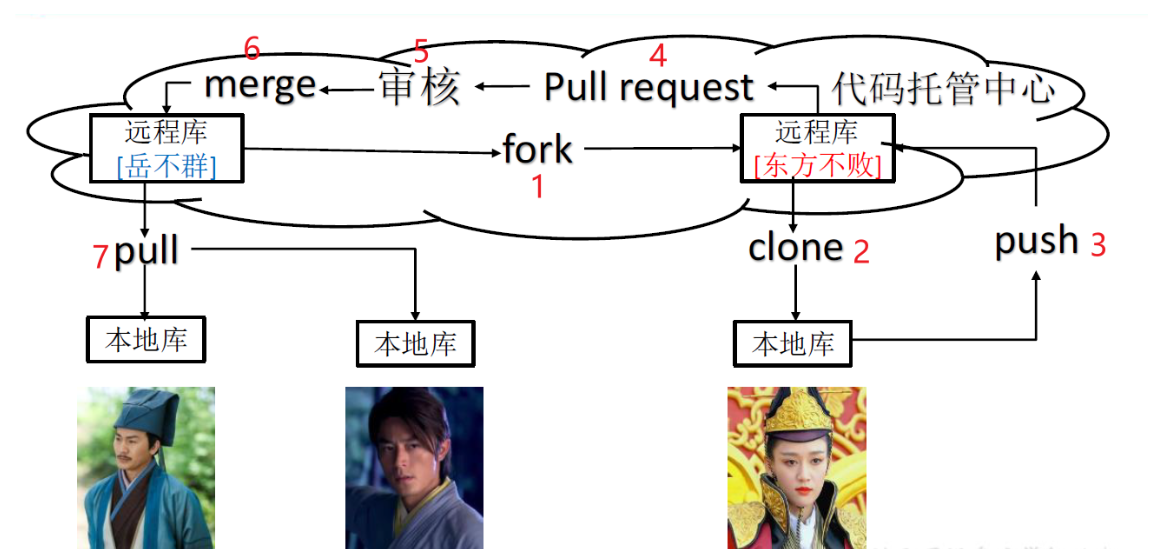 6
5
4
merge
审核
Pull request
代码托管中心
远程库
[岳不群]
fork
1
远程库
[东方不败]
7 pull
clone 2
push 3
本地库
本地库
本地库